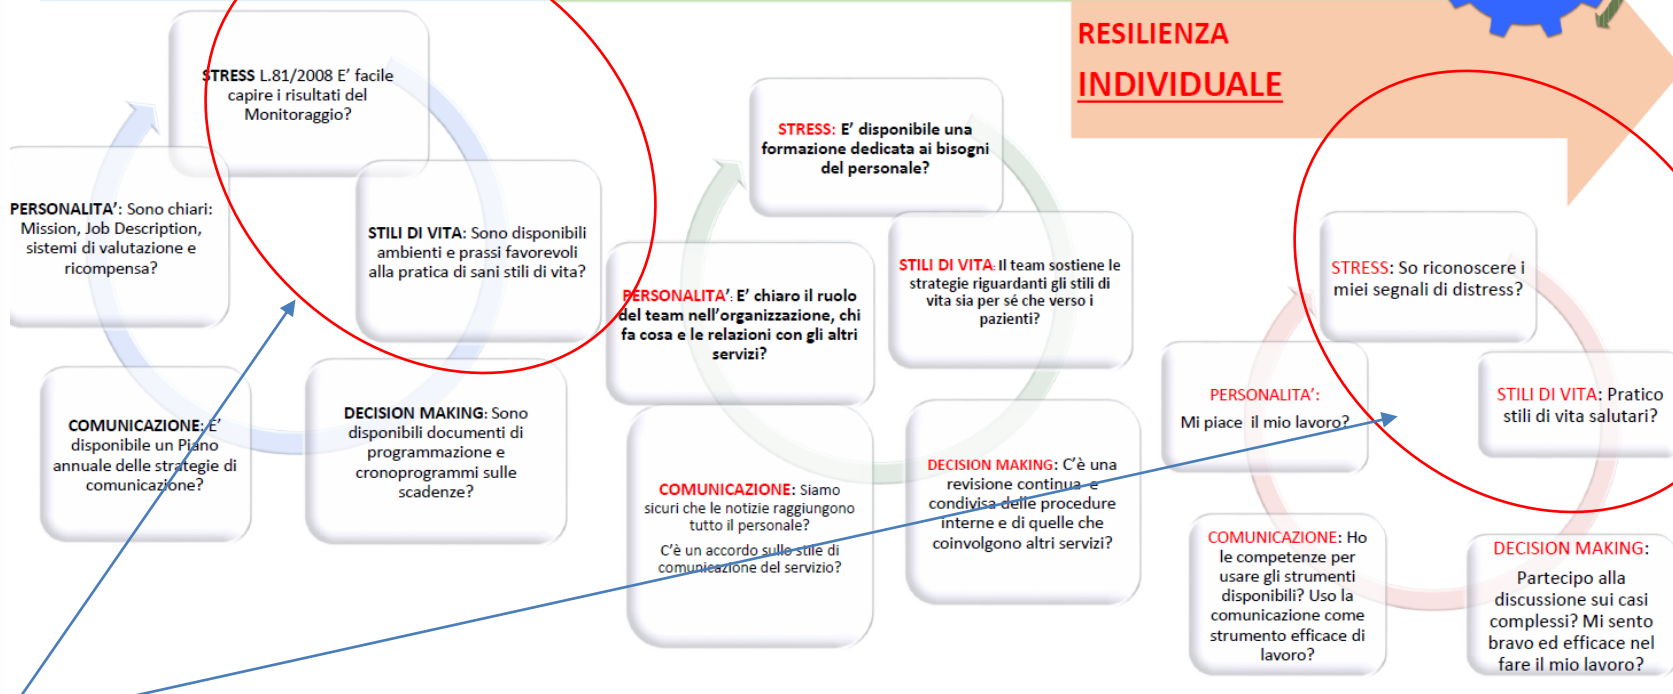 RESILIENZA
INDIVIDUALE
STRESS L.81/2008 E’ facile
capire i risultati del
Monitoraggio?
PERSONALITA’: Sono chiari:
Mission, Job Description,
sistemi di valutazione e
ricompensa?
STILI DI VITA: Sono disponibili
ambienti e prassi favorevoli
alla pratica di sani stili di vita?
COMUNICAZIONE: E’
disponibile un Piano
annuale delle strategie di
comunicazione?
DECISION MAKING: Sono
disponibili documenti di
programmazione e
cronoprogrammi sulle
scadenze?
STRESS: E’ disponibile una
formazione dedicata ai bisogni
del personale?
PERSONALITA’: E’ chiaro il ruolo
del team nell’organizzazione, chi
fa cosa e le relazioni con gli altri
servizi?
STILI DI VITA: Il team sostiene le
strategie riguardanti gli stili di
vita sia per sé che verso i
pazienti?
COMUNICAZIONE: Siamo
sicuri che le notizie raggiungono
tutto il personale?
C’è un accordo sullo stile di
comunicazione del servizio?
DECISION MAKING: C’è una
revisione continua e
condivisa delle procedure
interne e di quelle che
coinvolgono altri servizi?
STRESS: So riconoscere i
miei segnali di distress?
PERSONALITA’:
Mi piace il mio lavoro?
STILI DI VITA: Pratico
stili di vita salutari?
COMUNICAZIONE: Ho
le competenze per
usare gli strumenti
disponibili? Uso la
comunicazione come
strumento efficace di
lavoro?
DECISION MAKING:
Partecipo alla
discussione sui casi
complessi? Mi sento
bravo ed efficace nel
fare il mio lavoro?